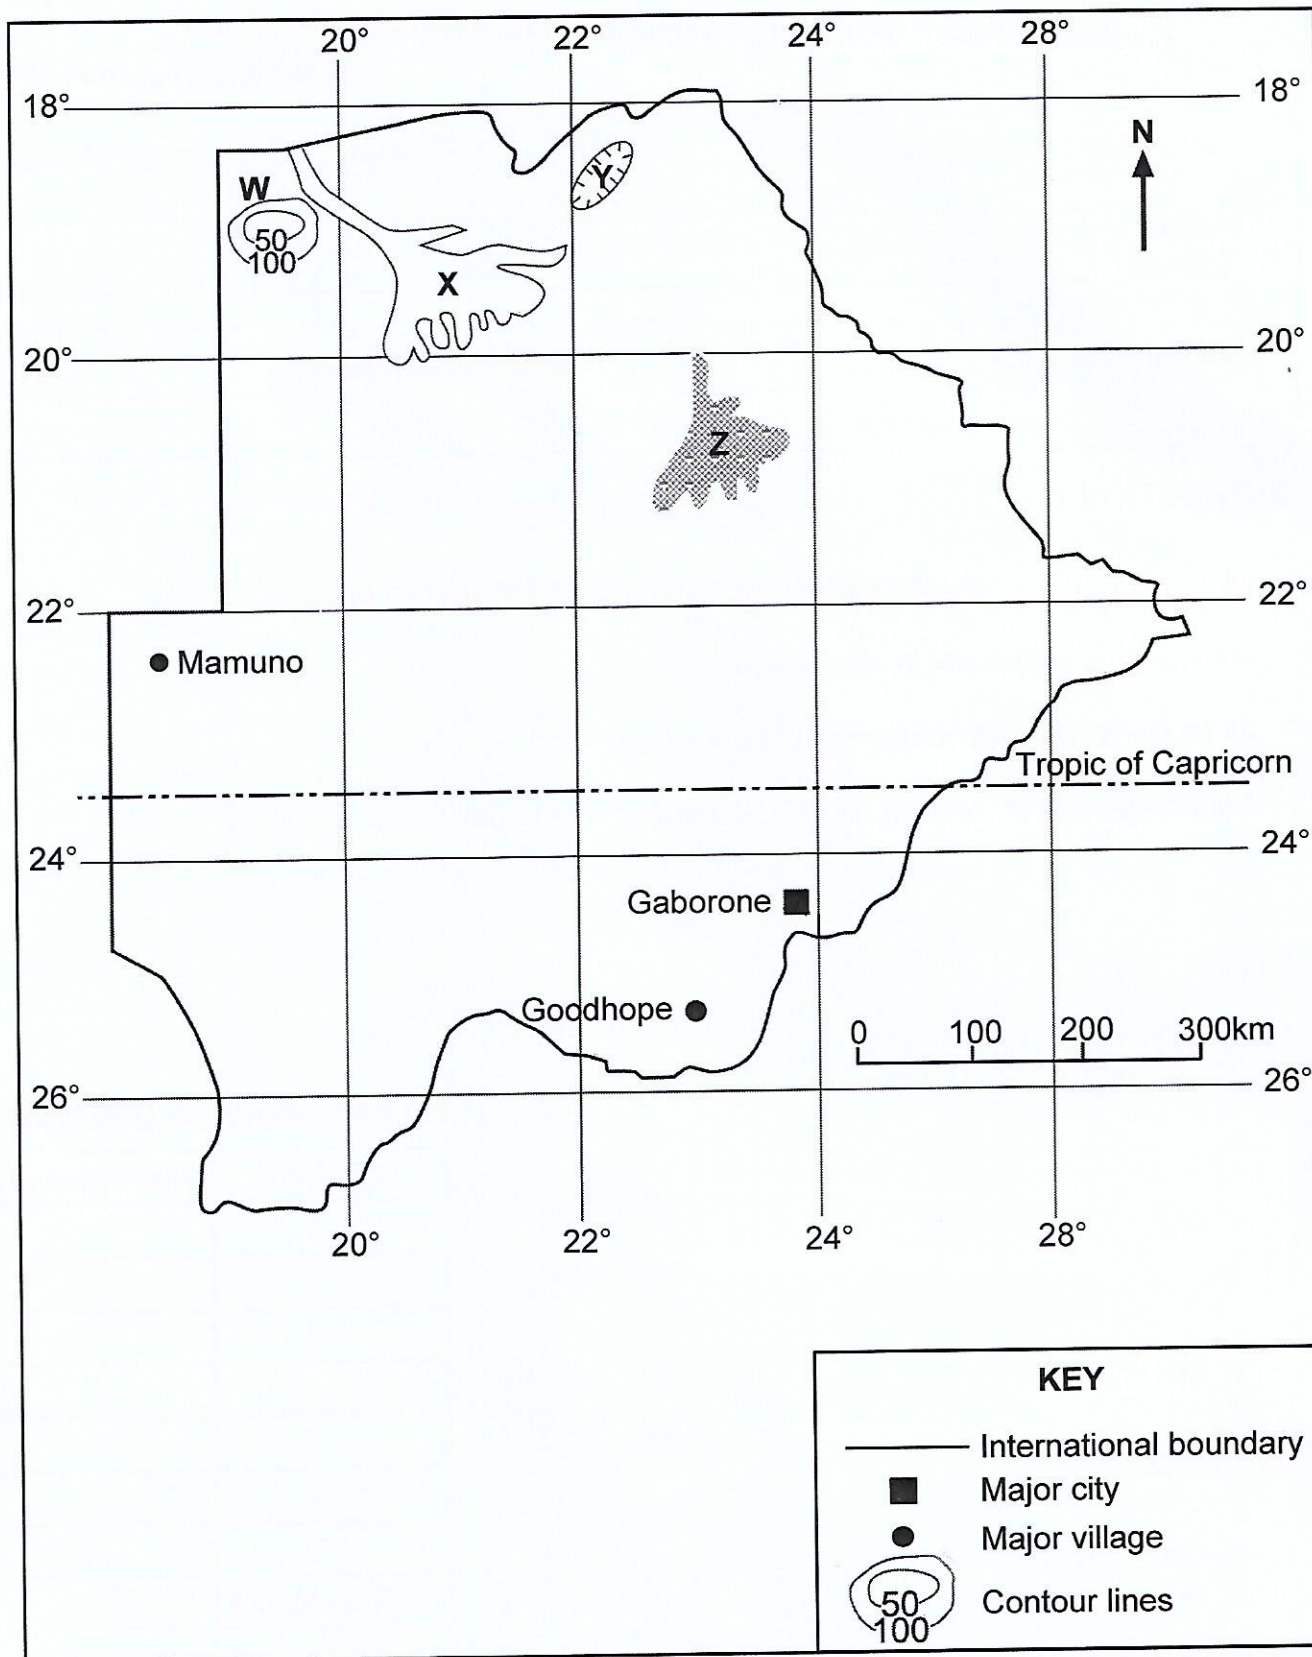 20° 22° 24° 28°
18° 18°
N
W
Y
50
100
X
20° 20°
Z
22° 22°
Mamuno
Tropic of Capricorn
24° 24°
Gaborone
Goodhope
0 100 200 300km
26° 26°
20° 22° 24° 28°
KEY
International boundary
Major city
Major village
50
100
Contour lines